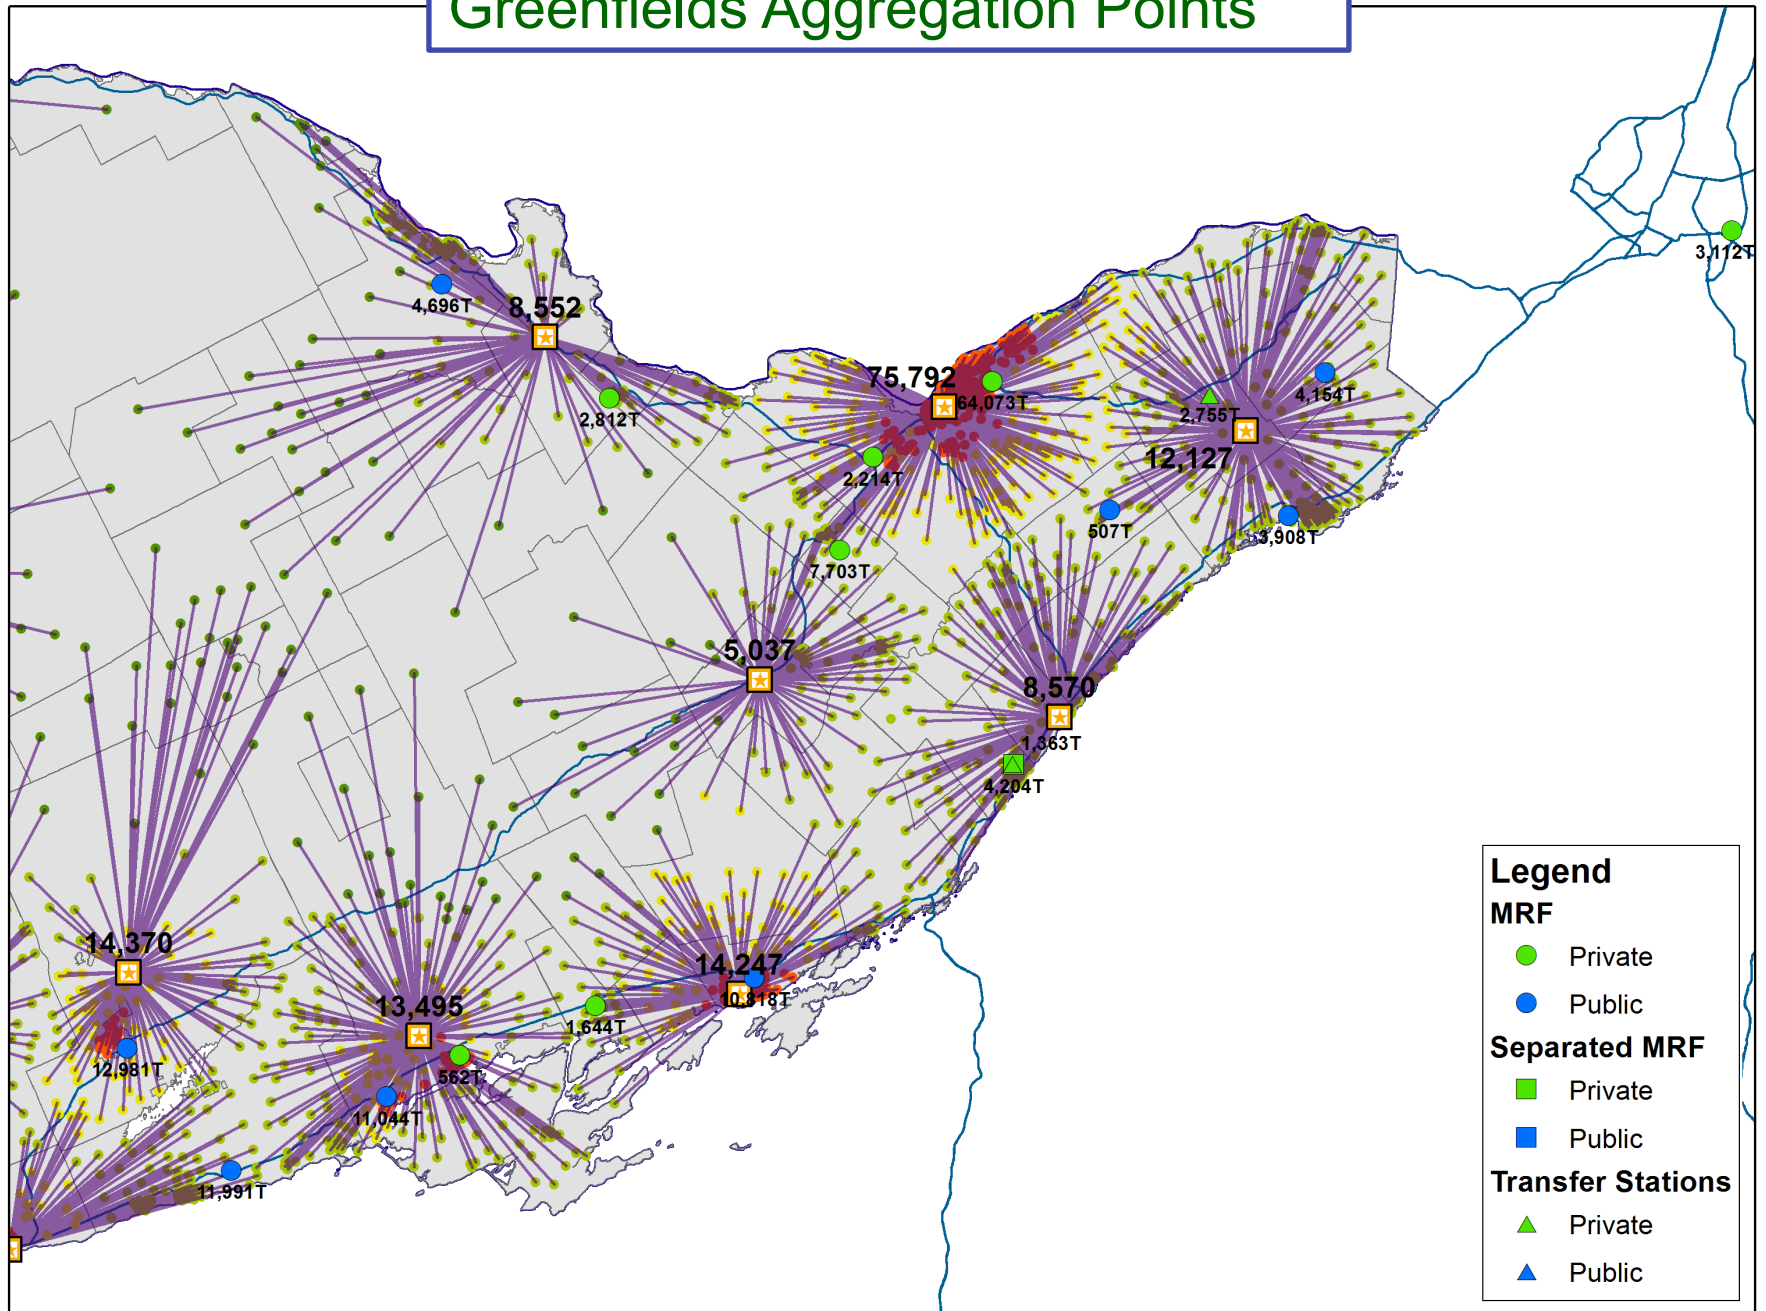 Greenfields Aggregation Points
3,112T
4,696T
8,552
2,812T
75,792
64,073T
2,755T
4,154T
12,127
2,214T
507T
3,908T
7,703T
5,037
8,570
1,363T
4,204T
14,370
14,247
10,818T
13,495
1,644T
12,981T
562T
11,044T
11,991T
Legend
MRF
Private
Public
Separated MRF
Private
Public
Transfer Stations
Private
Public